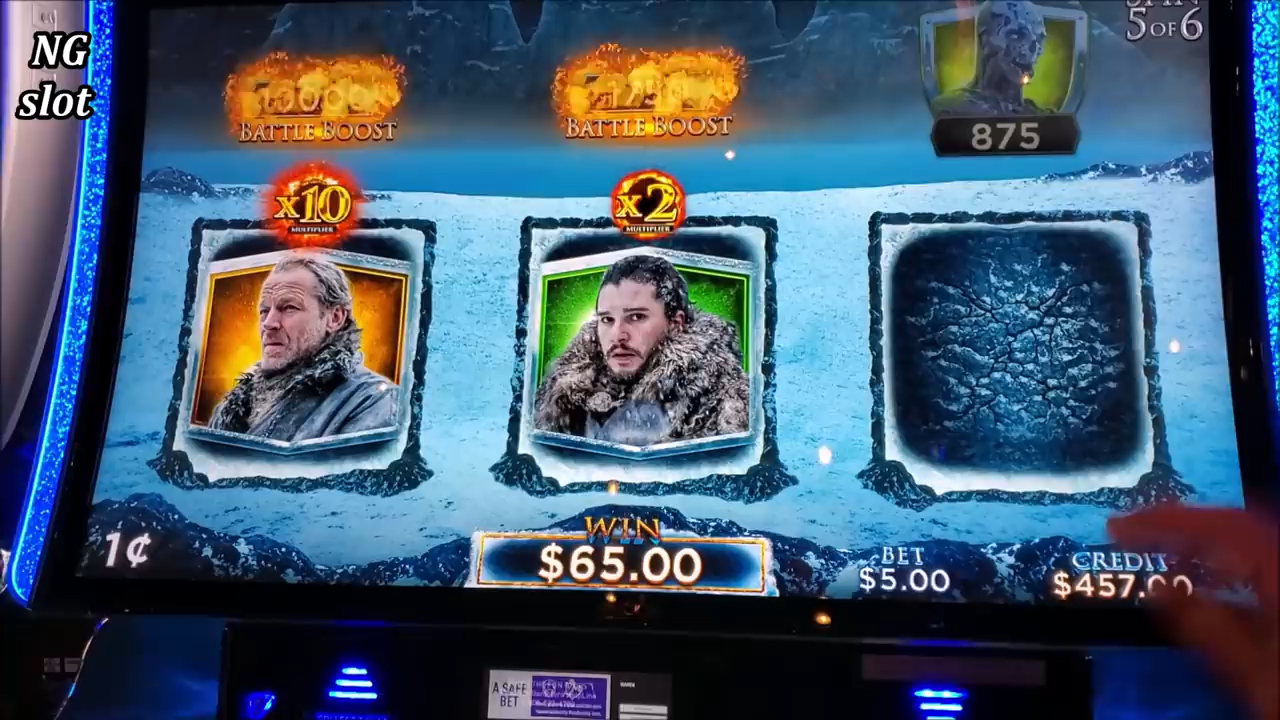 NG
slot
SPIN
5 OF 6
BATTLE BOOST
BATTLE BOOST
875
x10
MULTIPLIER
x2
MULTIPLIER
WIN
$65.00
1¢
BET
$5.00
CREDIT
A SAFE
BET